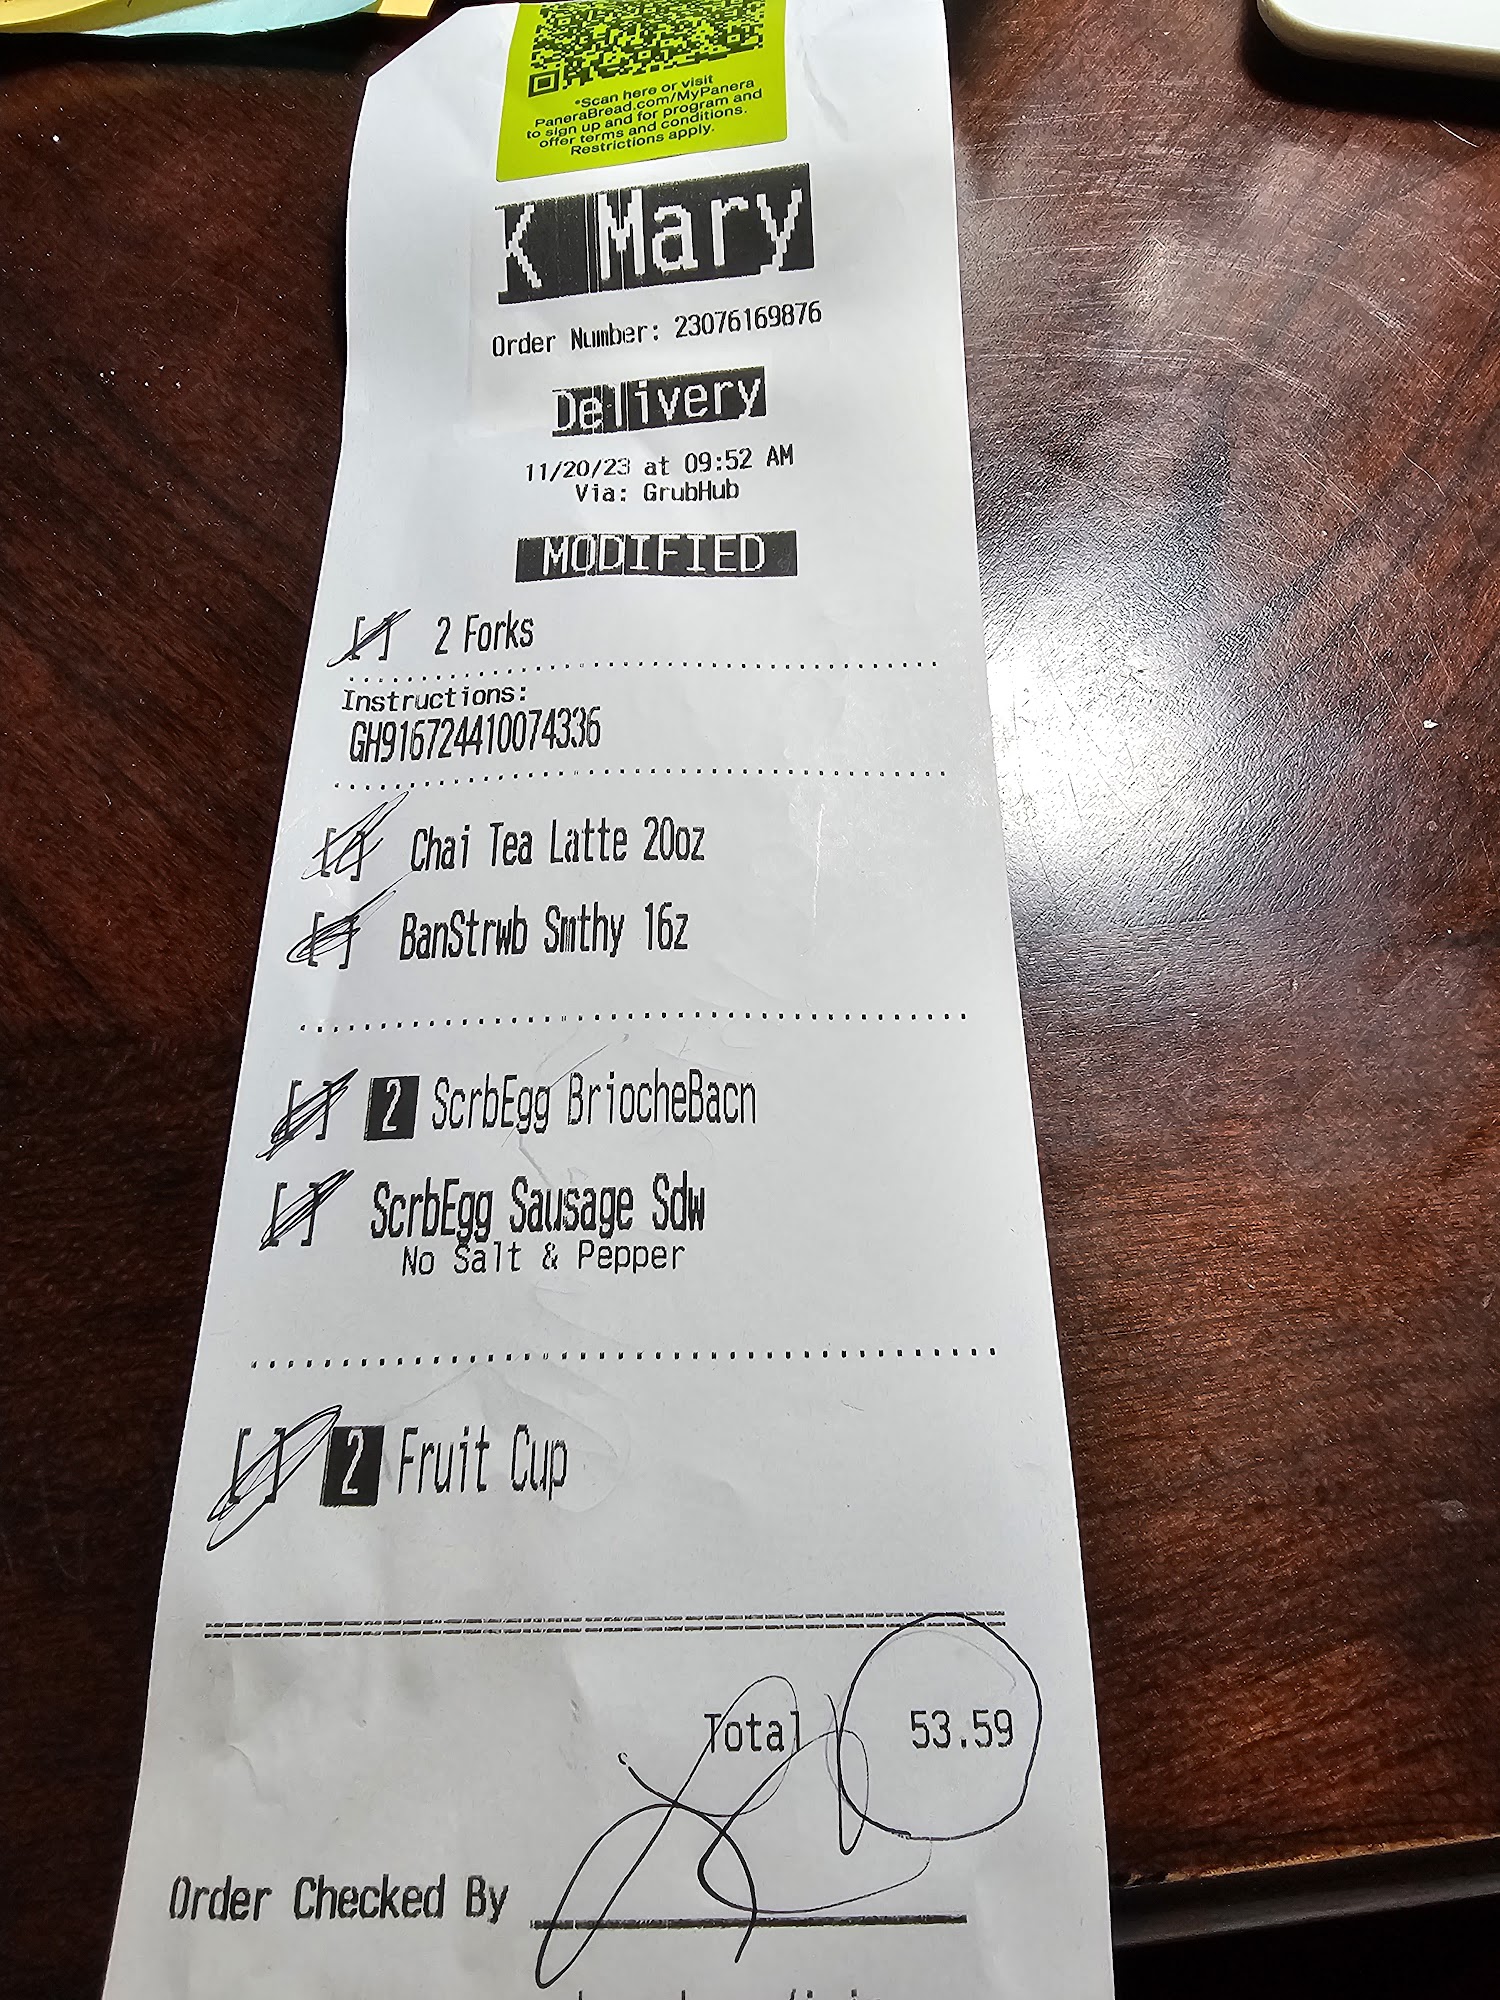 *Scan here or visit
PaneraBread.com/MyPanera
to sign up and for program and
offer terms and conditions.
Restrictions apply.
K Mary
Order Number: 23076169876
Delivery
11/20/23 at 09:52 AM
Via: GrubHub
MODIFIED
[ ] 2 Forks
Instructions:
GH916724410074336
[ ] Chai Tea Latte 20oz
[ ] BanStrwb Smthy 16z
[ ] 2 ScrbEgg BriocheBacn
[ ] ScrbEgg Sausage Sdw
No Salt & Pepper
[ ] 2 Fruit Cup
Total 53.59
Order Checked By